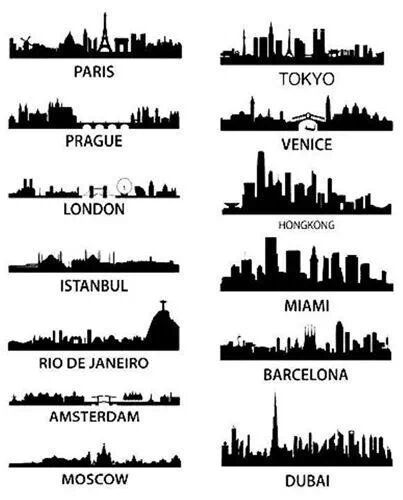 PARIS
TOKYO
PRAGUE
VENICE
LONDON
HONGKONG
ISTANBUL
MIAMI
RIO DE JANEIRO
BARCELONA
AMSTERDAM
MOSCOW
DUBAI